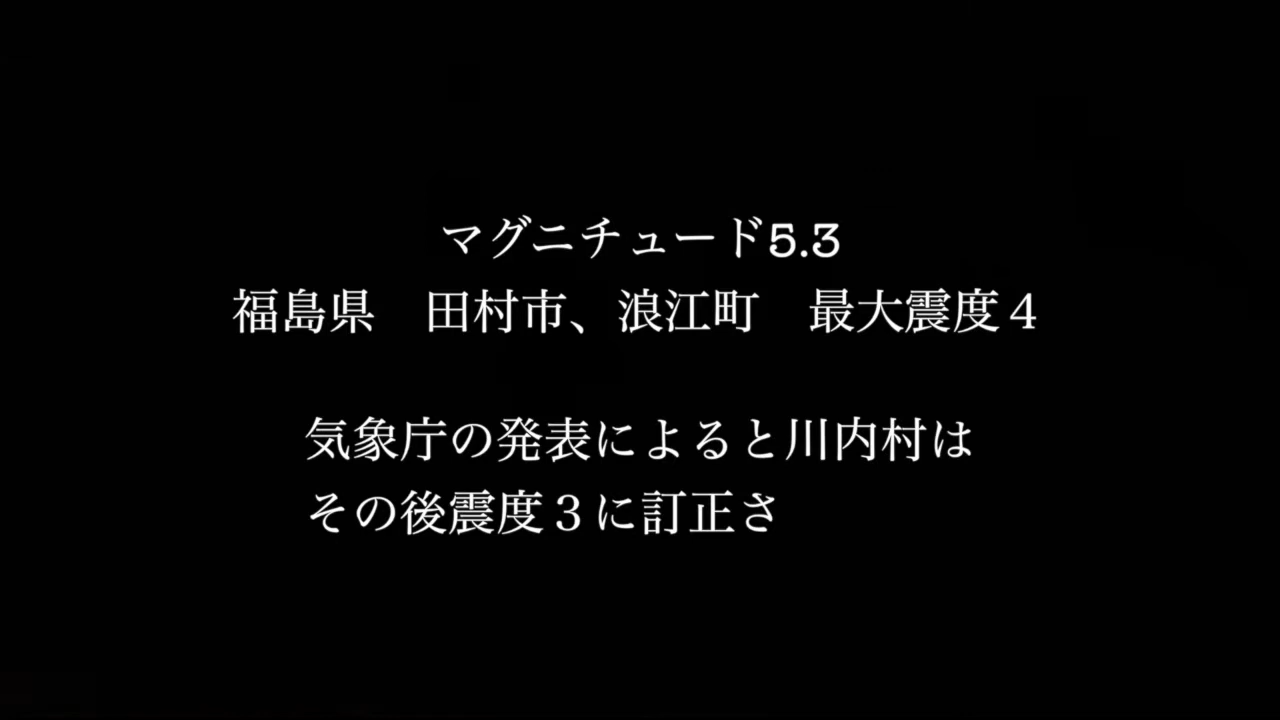 マグニチュード5.3
福島県　田村市、浪江町　最大震度４
気象庁の発表によると川内村は
その後震度３に訂正さ